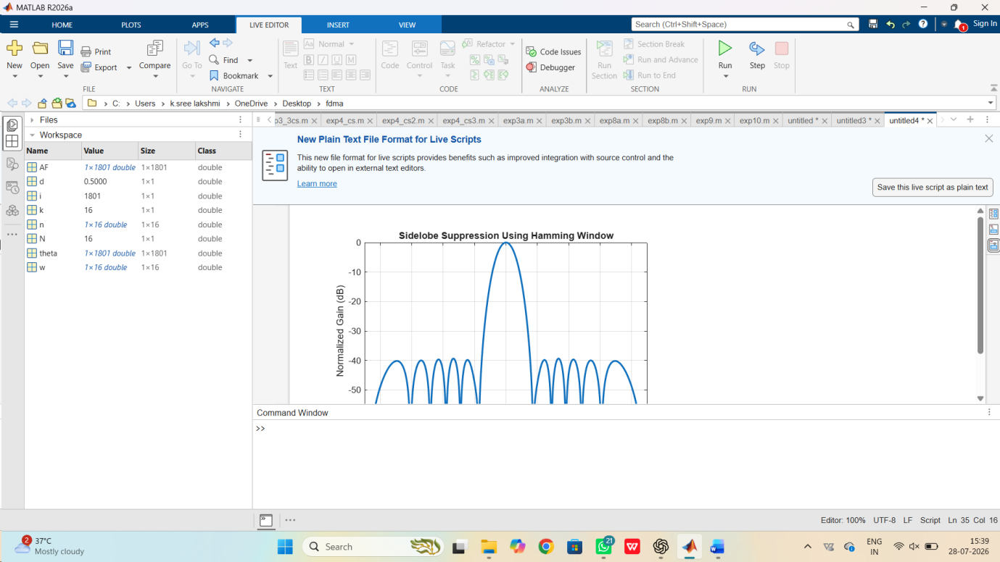 MATLAB R2026a
HOME PLOTS APPS LIVE EDITOR INSERT VIEW Search (Ctrl+Shift+Space) 1 Sign In
New Open Save Print Export Compare Go To Find Bookmark Text Aa Normal B I U M Code Control Task Refactor Code Issues Debugger Run Section Section Break Run and Advance Run to End Run Step Stop
FILE NAVIGATE TEXT CODE ANALYZE SECTION RUN
C: › Users › k.sree lakshmi › OneDrive › Desktop › fdma
Files
Workspace
Name Value Size Class
AF 1×1801 double 1×1801 double
d 0.5000 1×1 double
i 1801 1×1 double
k 16 1×1 double
n 1×16 double 1×16 double
N 16 1×1 double
theta 1×1801 double 1×1801 double
w 1×16 double 1×16 double
p3_3cs.m exp4_cs.m exp4_cs2.m exp4_cs3.m exp3a.m exp3b.m exp8a.m exp8b.m exp9.m exp10.m untitled * untitled3 * untitled4 *
New Plain Text File Format for Live Scripts
This new file format for live scripts provides benefits such as improved integration with source control and the
ability to open in external text editors.
Learn more
Save this live script as plain text
Sidelobe Suppression Using Hamming Window
0
-10
-20
-30
-40
-50
Normalized Gain (dB)
Command Window
>>
Editor: 100% UTF-8 LF Script Ln 35 Col 16
2
37°C
Mostly cloudy
Search
21
W
ENG
IN
15:39
28-07-2026